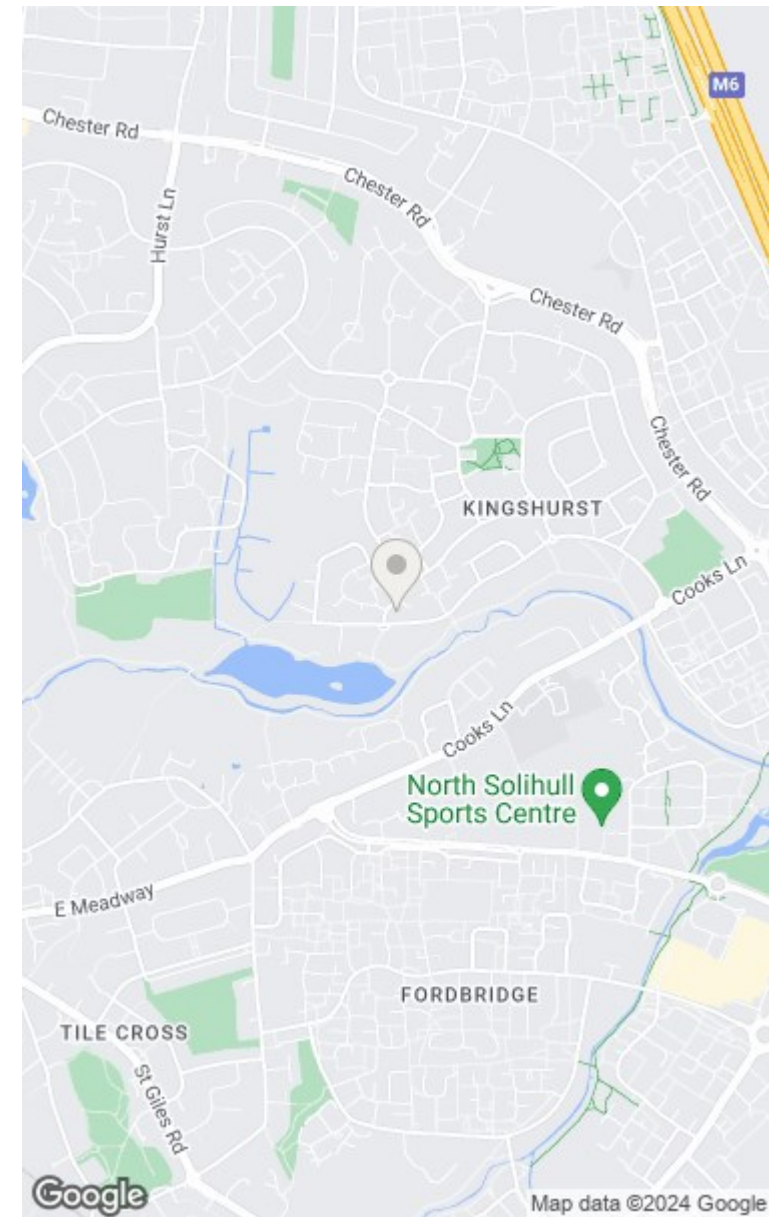 M6
Chester Rd
Chester Rd
Hurst Ln
Chester Rd
Chester Rd
KINGSHURST
Cooks Ln
Cooks Ln
North Solihull
Sports Centre
E Meadway
FORDBRIDGE
TILE CROSS
St Giles Rd
Google
Map data ©2024 Google